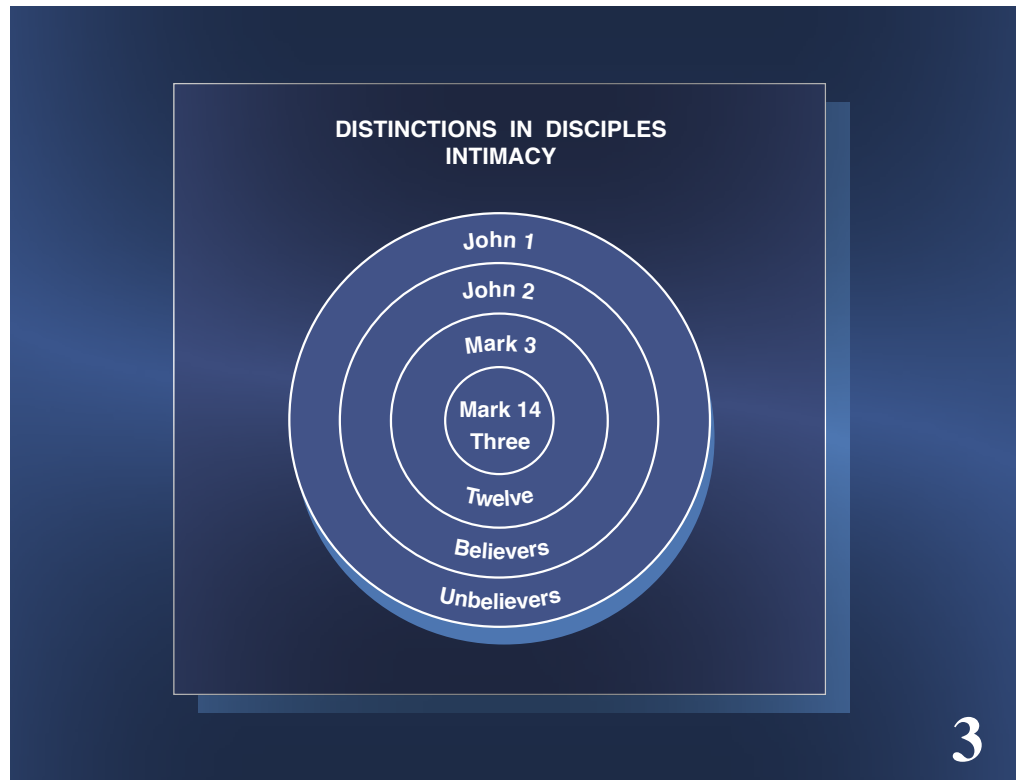 DISTINCTIONS IN DISCIPLES
INTIMACY
John 1
John 2
Mark 3
Mark 14
Three
Twelve
Believers
Unbelievers
3